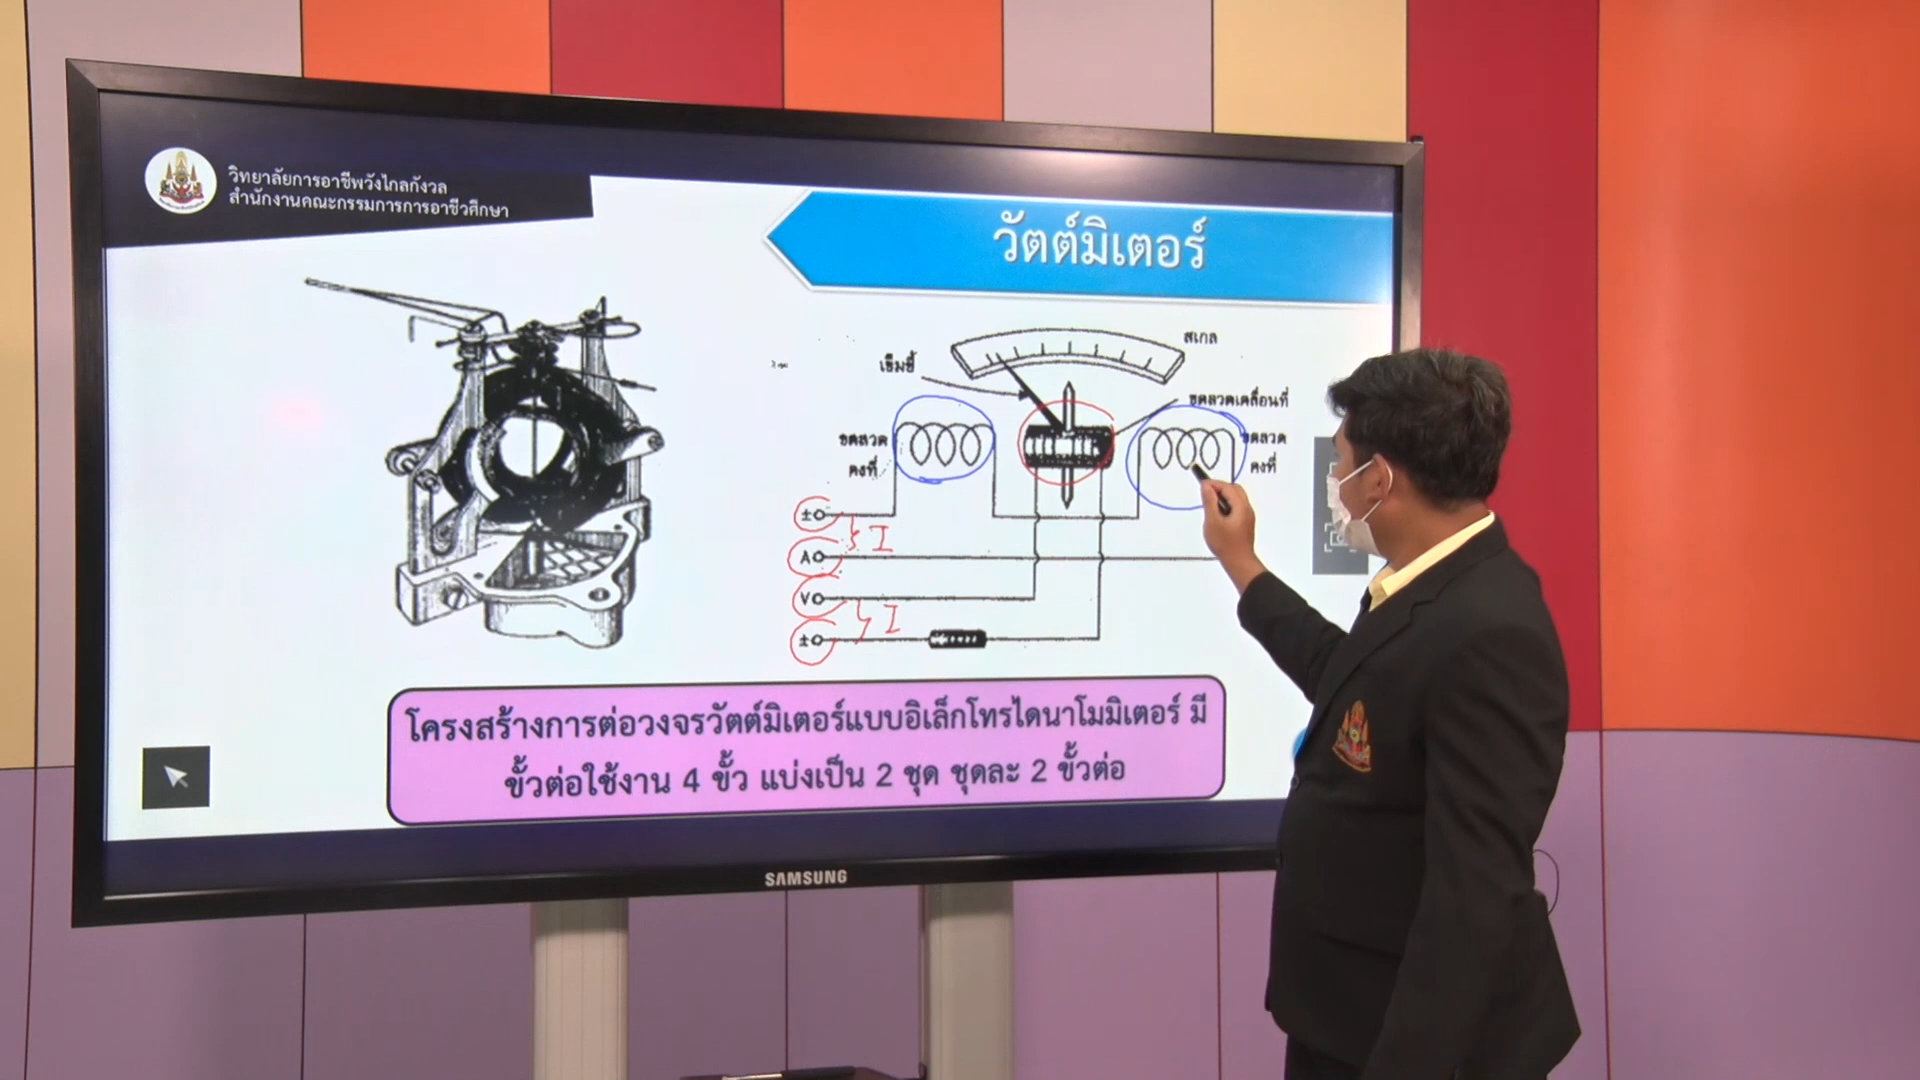 วิทยาลัยการอาชีพวังไกลกังวล
สำนักงานคณะกรรมการการอาชีวศึกษา
วัตต์มิเตอร์
สเกล
เข็มชี้
ขดลวดเคลื่อนที่
ขดลวด
คงที่
ขดลวด
คงที่
±
I
A
V
I
±
โครงสร้างการต่อวงจรวัตต์มิเตอร์แบบอิเล็กโทรไดนาโมมิเตอร์ มี
ขั้วต่อใช้งาน 4 ขั้ว แบ่งเป็น 2 ชุด ชุดละ 2 ขั้วต่อ
SAMSUNG